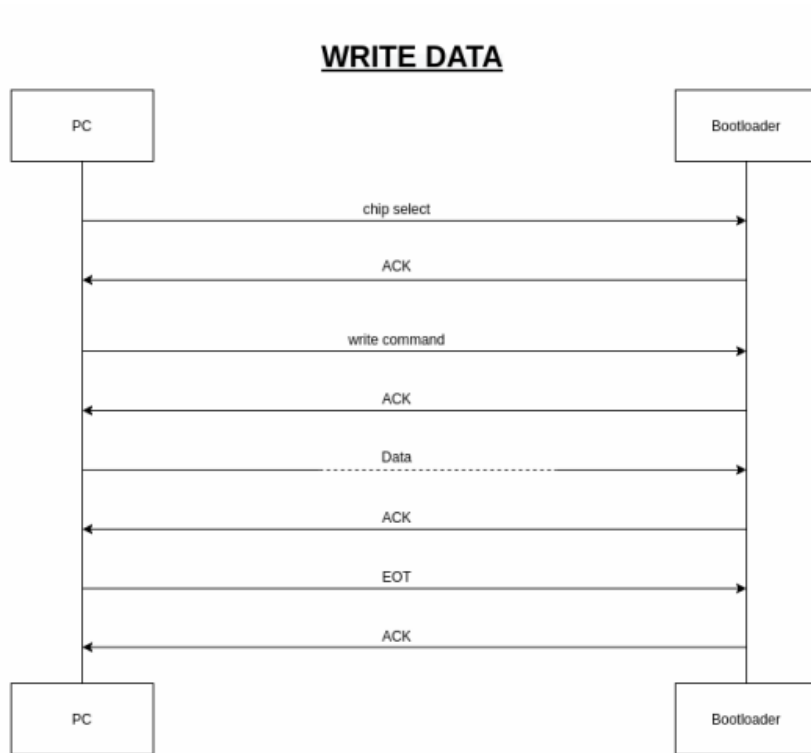 WRITE DATA
PC
Bootloader
chip select
ACK
write command
ACK
Data
ACK
EOT
ACK
PC
Bootloader